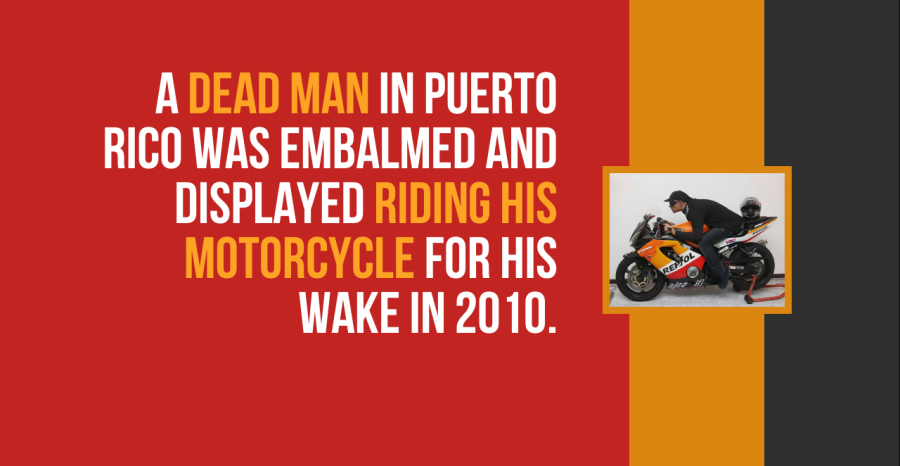 A DEAD MAN IN PUERTO
RICO WAS EMBALMED AND
DISPLAYED RIDING HIS
MOTORCYCLE FOR HIS
WAKE IN 2010.
REPSOL